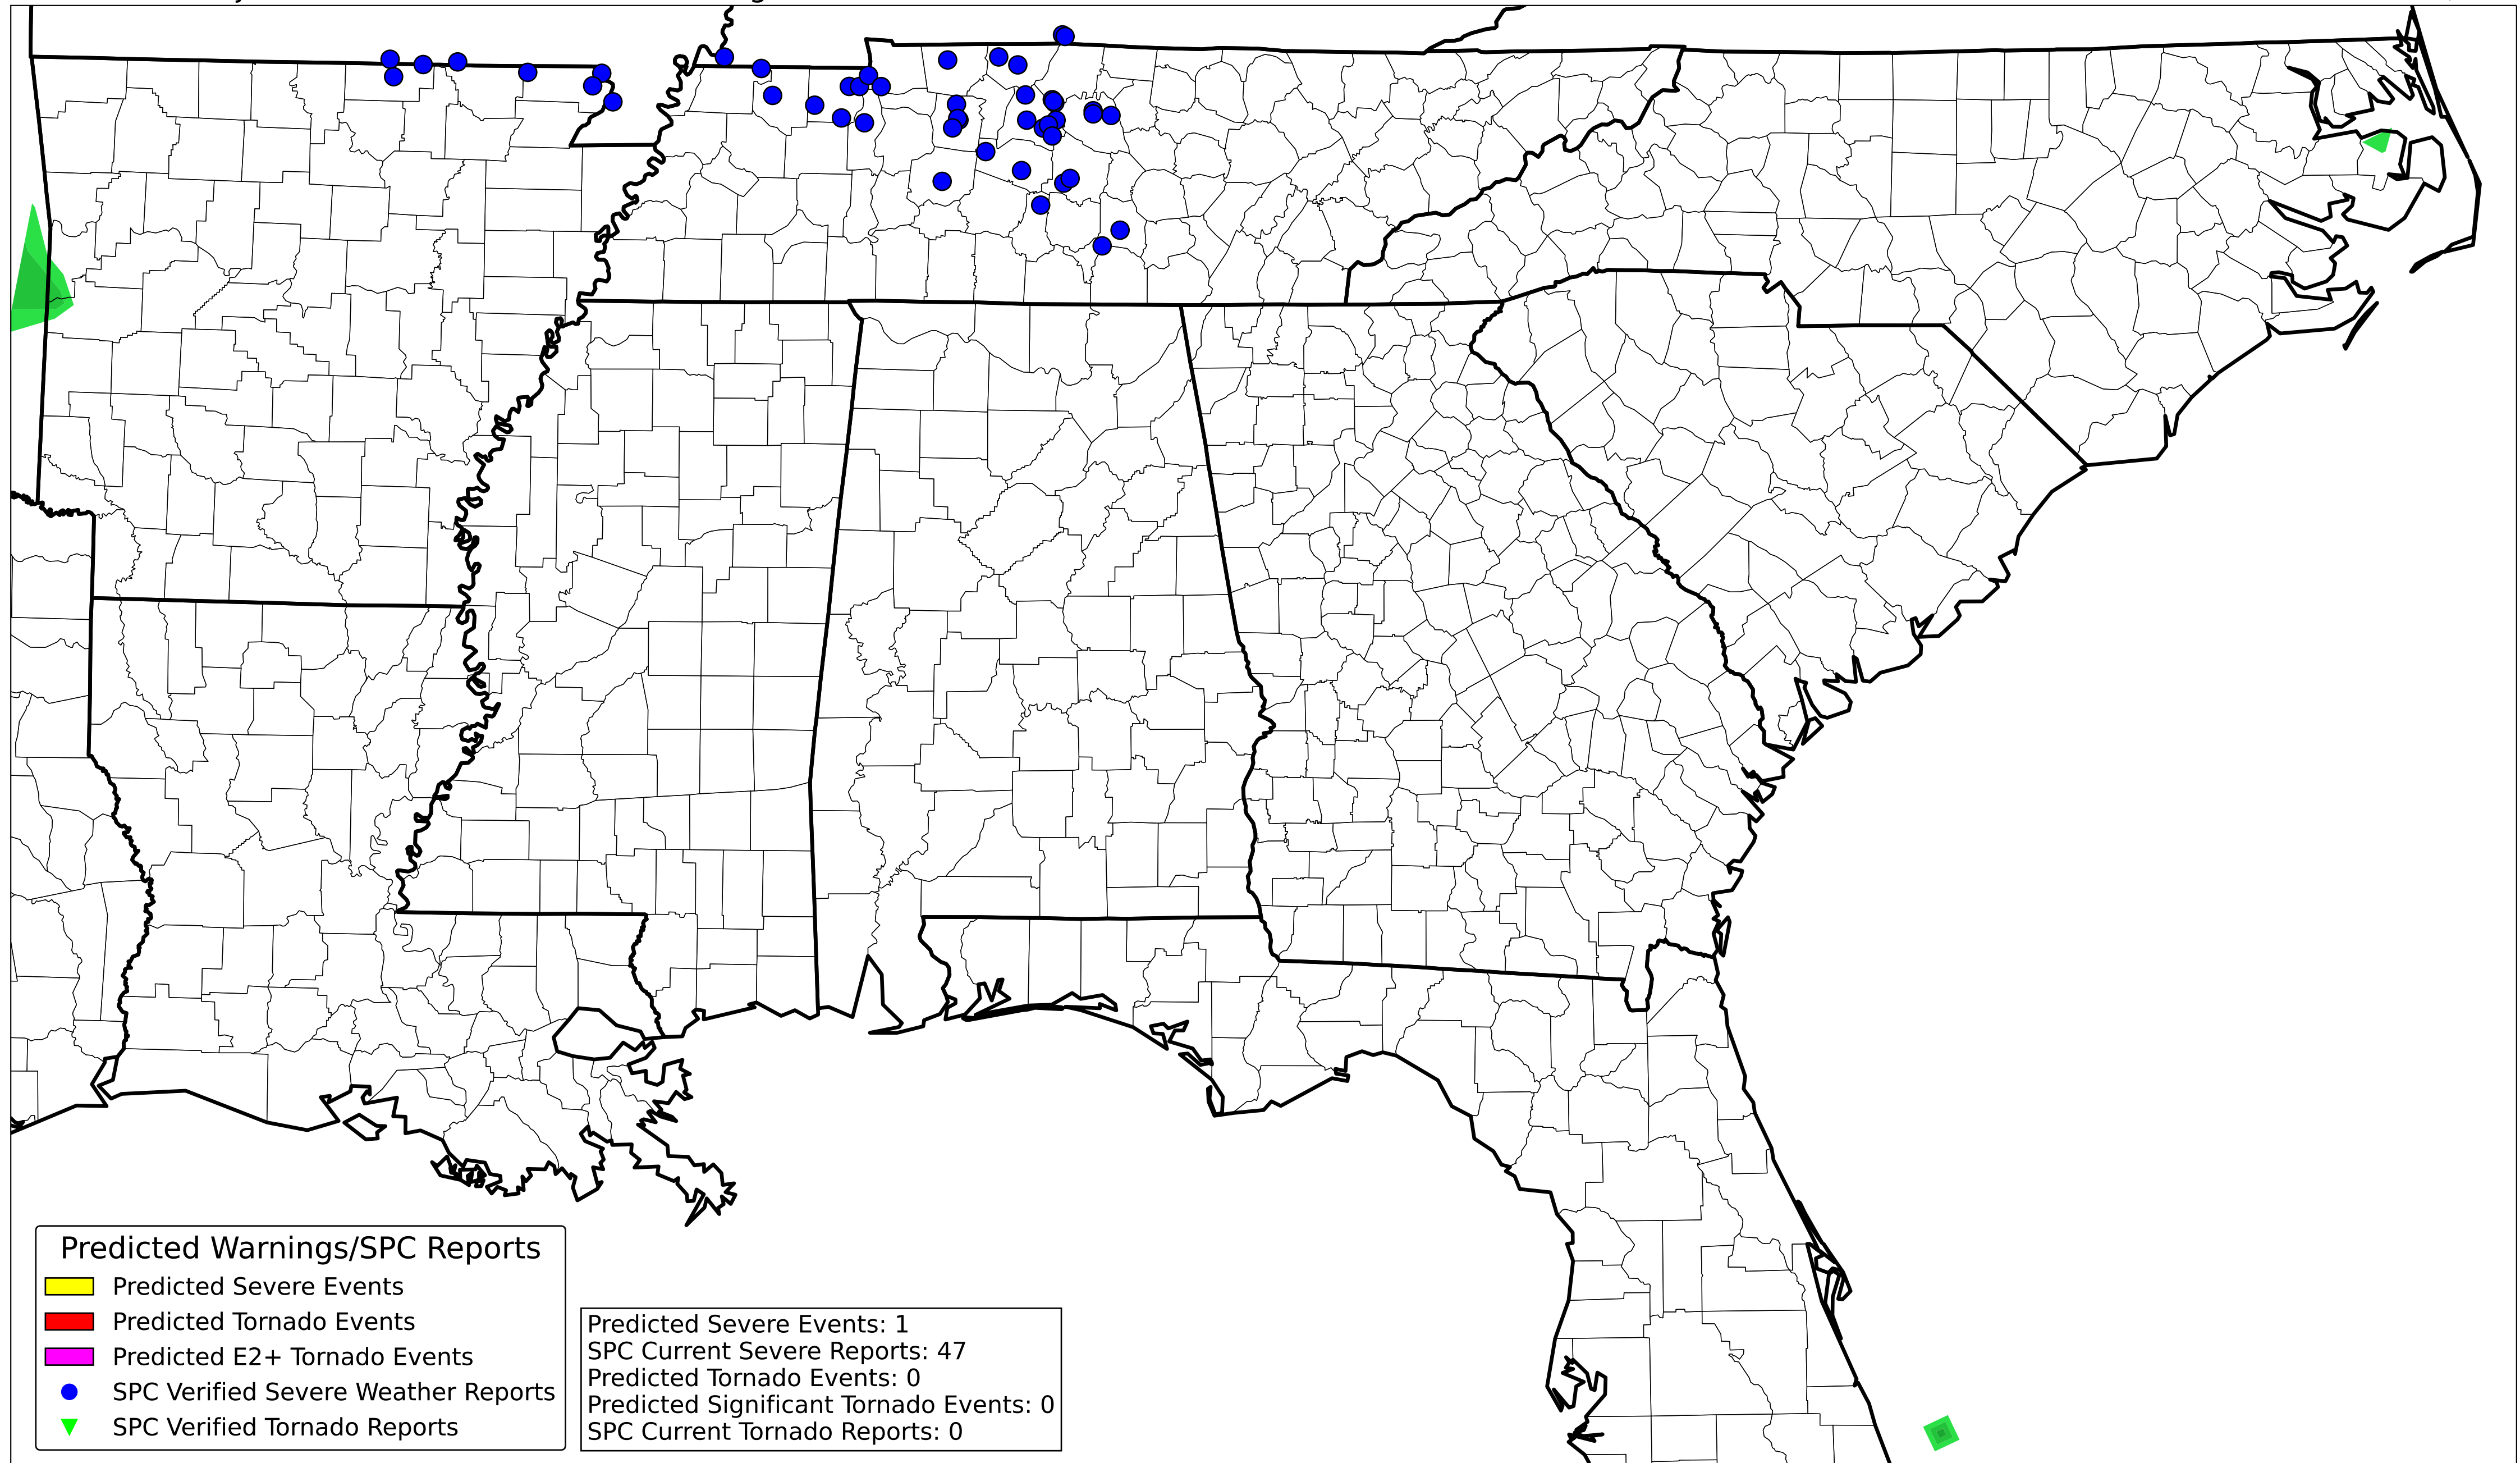 Predicted Warnings/SPC Reports
Predicted Severe Events
Predicted Tornado Events
Predicted E2+ Tornado Events
SPC Verified Severe Weather Reports
SPC Verified Tornado Reports
Predicted Severe Events: 1
SPC Current Severe Reports: 47
Predicted Tornado Events: 0
Predicted Significant Tornado Events: 0
SPC Current Tornado Reports: 0